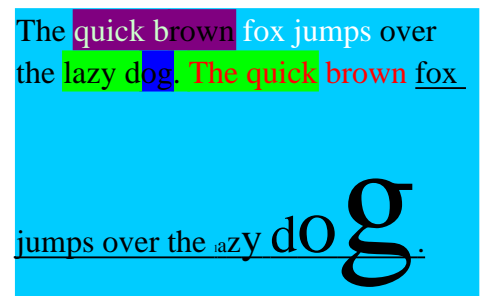 The quick brown fox jumps over
the lazy dog. The quick brown fox
jumps over the lazy dog.